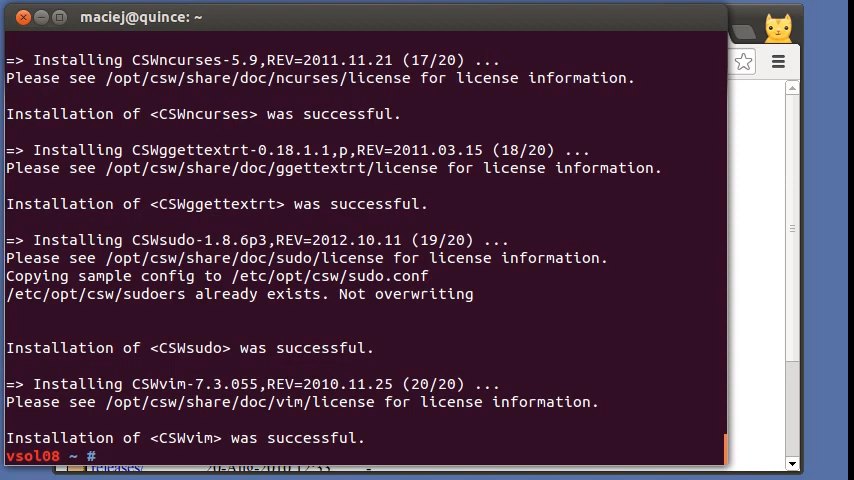 maciej@quince: ~
=> Installing CSWncurses-5.9,REV=2011.11.21 (17/20) ...
Please see /opt/csw/share/doc/ncurses/license for license information.
Installation of <CSWncurses> was successful.
=> Installing CSWggettextrt-0.18.1.1,p,REV=2011.03.15 (18/20) ...
Please see /opt/csw/share/doc/ggettextrt/license for license information.
Installation of <CSWggettextrt> was successful.
=> Installing CSWsudo-1.8.6p3,REV=2012.10.11 (19/20) ...
Please see /opt/csw/share/doc/sudo/license for license information.
Copying sample config to /etc/opt/csw/sudo.conf
/etc/opt/csw/sudoers already exists. Not overwriting
Installation of <CSWsudo> was successful.
=> Installing CSWvim-7.3.055,REV=2010.11.25 (20/20) ...
Please see /opt/csw/share/doc/vim/license for license information.
Installation of <CSWvim> was successful.
vsol08 ~ #
releases/ 20-Aug-2010 12:33 -